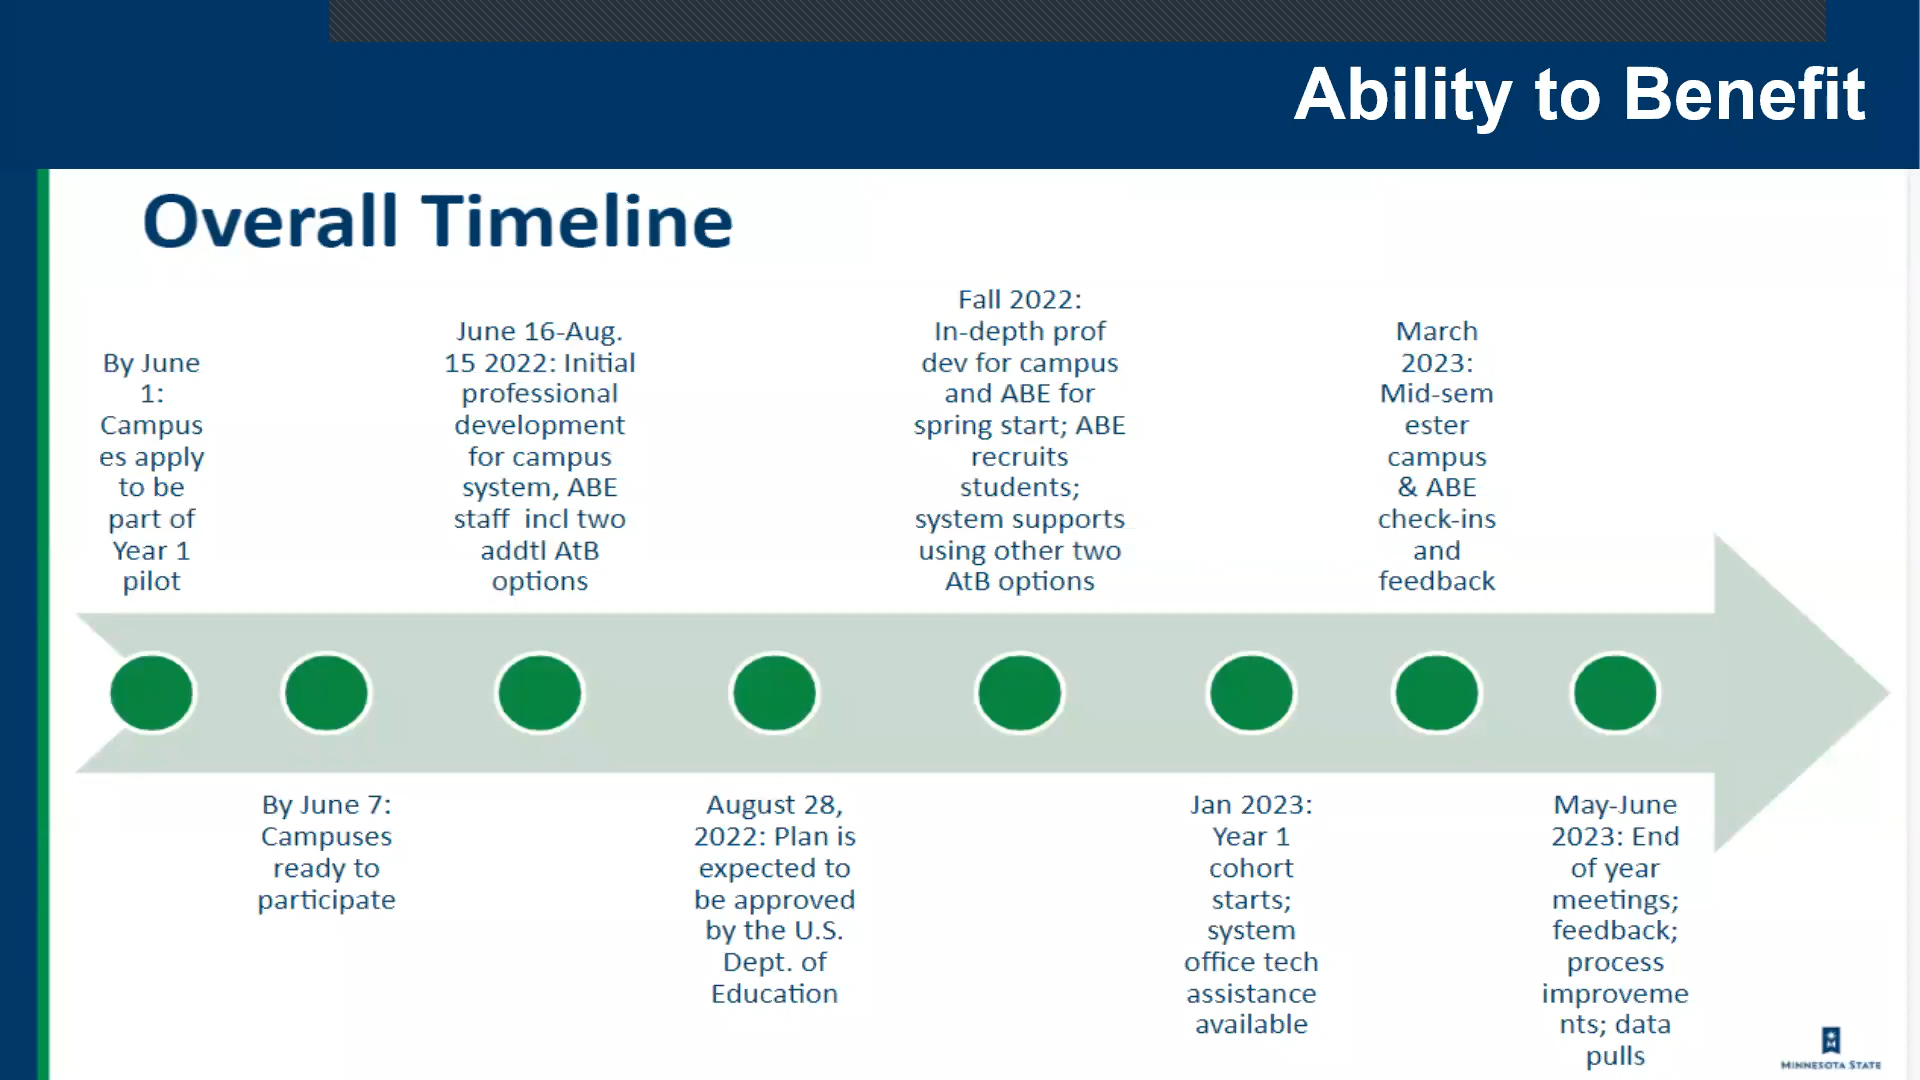 Ability to Benefit
Overall Timeline
By June
1:
Campus
es apply
to be
part of
Year 1
pilot
By June 7:
Campuses
ready to
participate
June 16-Aug.
15 2022: Initial
professional
development
for campus
system, ABE
staff incl two
addtl AtB
options
August 28,
2022: Plan is
expected to
be approved
by the U.S.
Dept. of
Education
Fall 2022:
In-depth prof
dev for campus
and ABE for
spring start; ABE
recruits
students;
system supports
using other two
AtB options
Jan 2023:
Year 1
cohort
starts;
system
office tech
assistance
available
March
2023:
Mid-sem
ester
campus
& ABE
check-ins
and
feedback
May-June
2023: End
of year
meetings;
feedback;
process
improveme
nts; data
pulls
M
MINNESOTA STATE